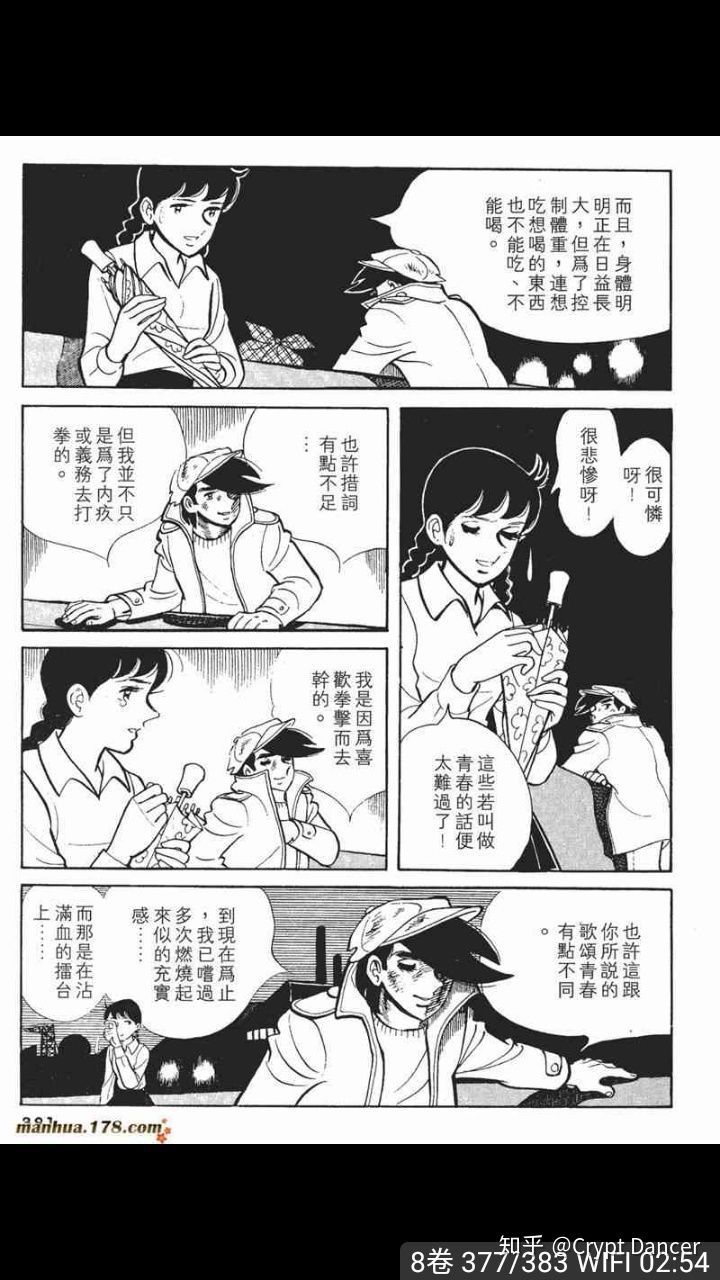 而且，身體明
明正在日益長
大，但爲了控
制體重，連想
吃想喝的東西
也不能吃、不
能喝。
很可憐
呀！
很悲慘呀！
這些若叫做
青春的話便
太難過了！
也許措詞
有點不足
…
但我並不只
是爲了內疚
或義務去打
拳的。
我是因爲喜
歡拳擊而去
幹的。
也許這跟
你所說的
歌頌青春
有點不同
。
到現在爲止
，我已嚐過
多次燃燒起
來似的充實
感……
而那是在沾
滿血的擂台
上……
manhua.178.com
知乎 @Crypt Dancer
8卷 377/383 WIFI 02:54